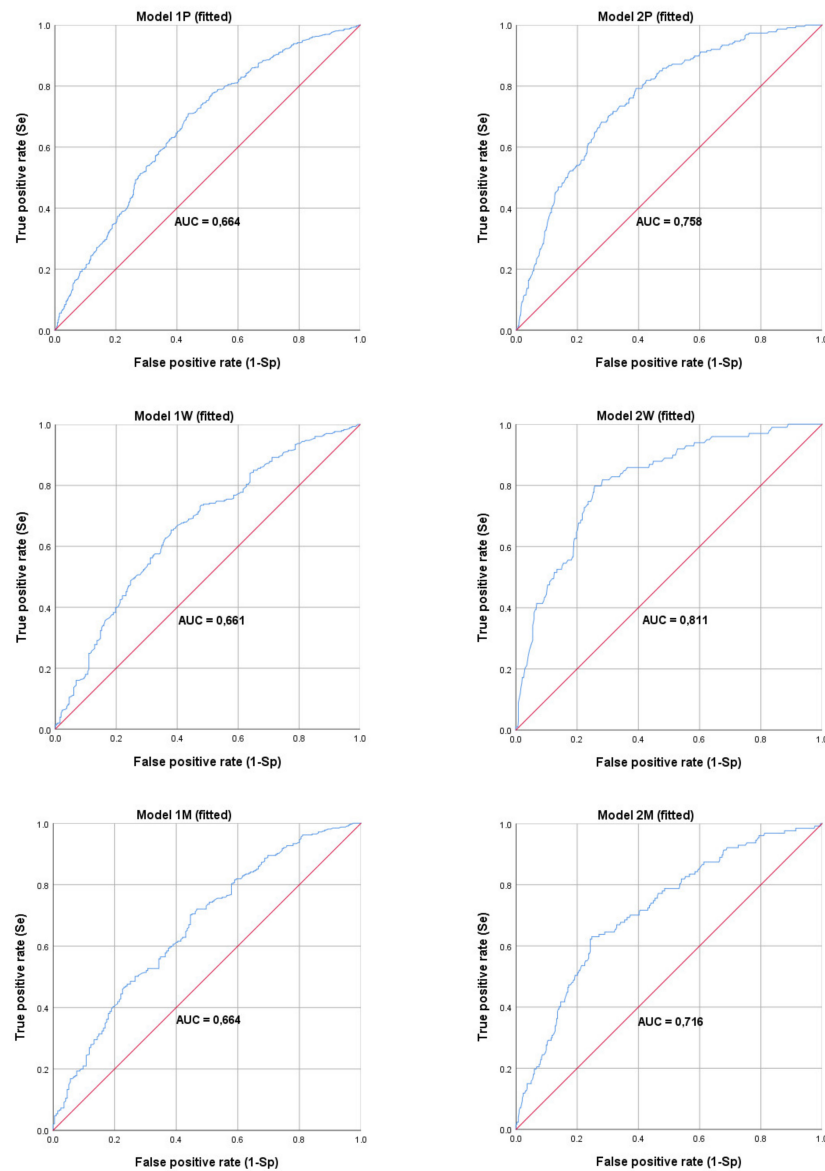 Model 1P (fitted)
True positive rate (Se)
1.0
0.8
0.6
0.4
0.2
0.0
AUC = 0,664
0.0 0.2 0.4 0.6 0.8 1.0
False positive rate (1-Sp)
Model 2P (fitted)
True positive rate (Se)
1.0
0.8
0.6
0.4
0.2
0.0
AUC = 0,758
0.0 0.2 0.4 0.6 0.8 1.0
False positive rate (1-Sp)
Model 1W (fitted)
True positive rate (Se)
1.0
0.8
0.6
0.4
0.2
0.0
AUC = 0,661
0.0 0.2 0.4 0.6 0.8 1.0
False positive rate (1-Sp)
Model 2W (fitted)
True positive rate (Se)
1.0
0.8
0.6
0.4
0.2
0.0
AUC = 0,811
0.0 0.2 0.4 0.6 0.8 1.0
False positive rate (1-Sp)
Model 1M (fitted)
True positive rate (Se)
1.0
0.8
0.6
0.4
0.2
0.0
AUC = 0,664
0.0 0.2 0.4 0.6 0.8 1.0
False positive rate (1-Sp)
Model 2M (fitted)
True positive rate (Se)
1.0
0.8
0.6
0.4
0.2
0.0
AUC = 0,716
0.0 0.2 0.4 0.6 0.8 1.0
False positive rate (1-Sp)